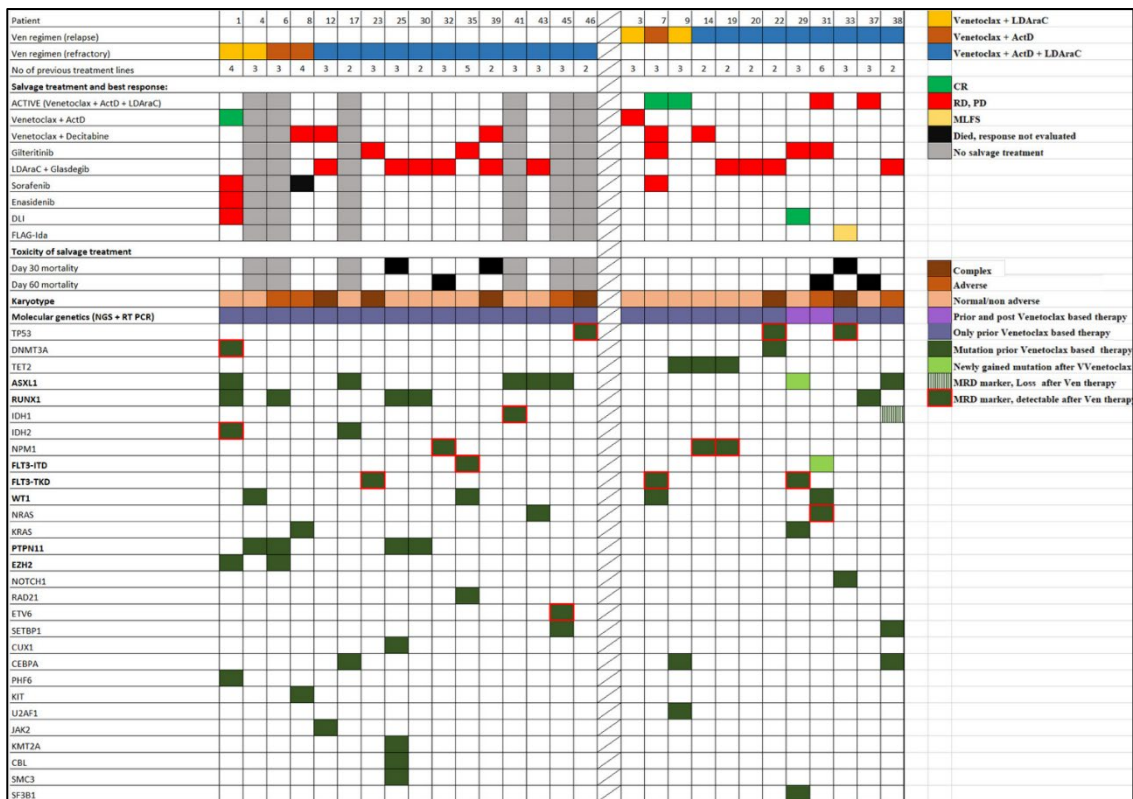 Patient 1 4 6 8 12 17 23 25 30 32 35 39 41 43 45 46 3 7 9 14 19 20 22 29 31 33 37 38
Venetoclax + LDAraC
Ven regimen (relapse)
Venetoclax + ActD
Ven regimen (refractory)
Venetoclax + ActD + LDAraC
No of previous treatment lines 4 3 3 4 3 2 3 3 2 3 5 2 3 3 3 2 3 3 3 2 2 2 2 3 6 3 3 2
Salvage treatment and best response:
CR
ACTIVE (Venetoclax + ActD + LDAraC)
RD, PD
Venetoclax + ActD
MLFS
Venetoclax + Decitabine
Died, response not evaluated
Gilteritinib
No salvage treatment
LDAraC + Glasdegib
Sorafenib
Enasidenib
DLI
FLAG-Ida
Toxicity of salvage treatment
Day 30 mortality
Complex
Day 60 mortality
Adverse
Karyotype
Normal/non adverse
Molecular genetics (NGS + RT PCR)
Prior and post Venetoclax based therapy
TP53
Only prior Venetoclax based therapy
DNMT3A
Mutation prior Venetoclax based therapy
TET2
Newly gained mutation after VVenetoclax
ASXL1
MRD marker, Loss after Ven therapy
RUNX1
MRD marker, detectable after Ven therapy
IDH1
IDH2
NPM1
FLT3-ITD
FLT3-TKD
WT1
NRAS
KRAS
PTPN11
EZH2
NOTCH1
RAD21
ETV6
SETBP1
CUX1
CEBPA
PHF6
KIT
U2AF1
JAK2
KMT2A
CBL
SMC3
SF3B1